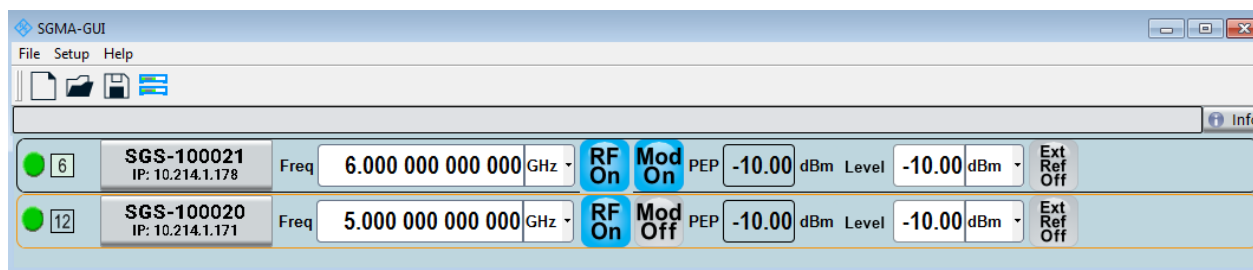 SGMA-GUI
File Setup Help
Info
6 SGS-100021 IP: 10.214.1.178 Freq 6.000 000 000 000 GHz RF On Mod On PEP -10.00 dBm Level -10.00 dBm Ext Ref Off
12 SGS-100020 IP: 10.214.1.171 Freq 5.000 000 000 000 GHz RF On Mod Off PEP -10.00 dBm Level -10.00 dBm Ext Ref Off